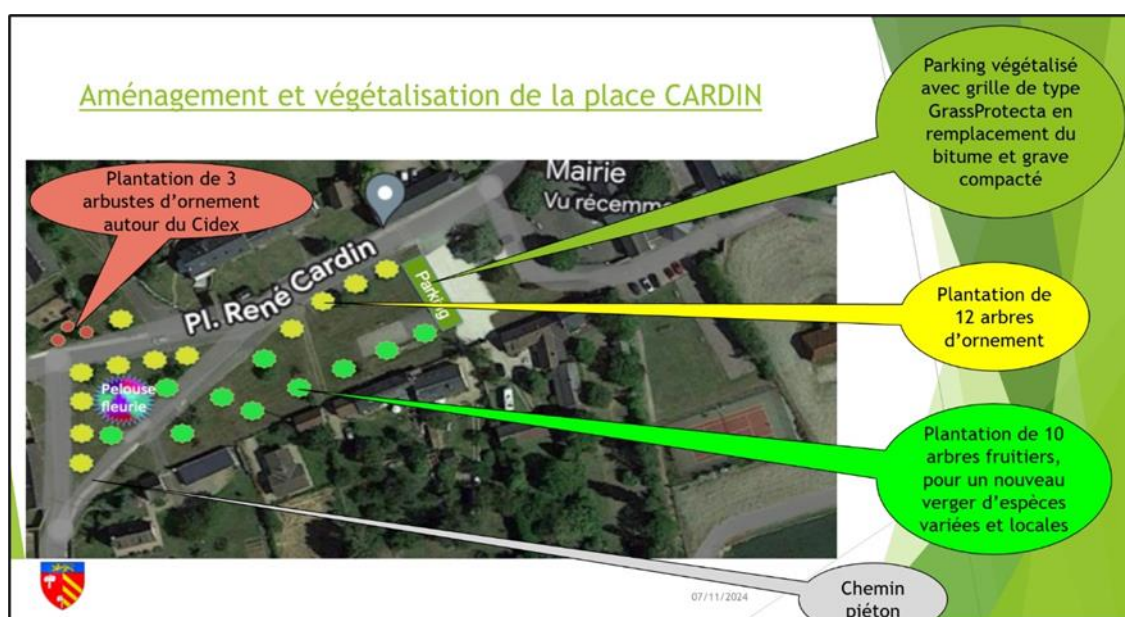 Aménagement et végétalisation de la place CARDIN
Parking végétalisé
avec grille de type
GrassProtecta en
remplacement du
bitume et grave
compacté
Plantation de 3
arbustes d’ornement
autour du Cidex
Mairie
Vu récemme
Pl. René Cardin
Parking
Plantation de
12 arbres
d’ornement
Pelouse
fleurie
Plantation de 10
arbres fruitiers,
pour un nouveau
verger d’espèces
variées et locales
Chemin
piéton
07/11/2024